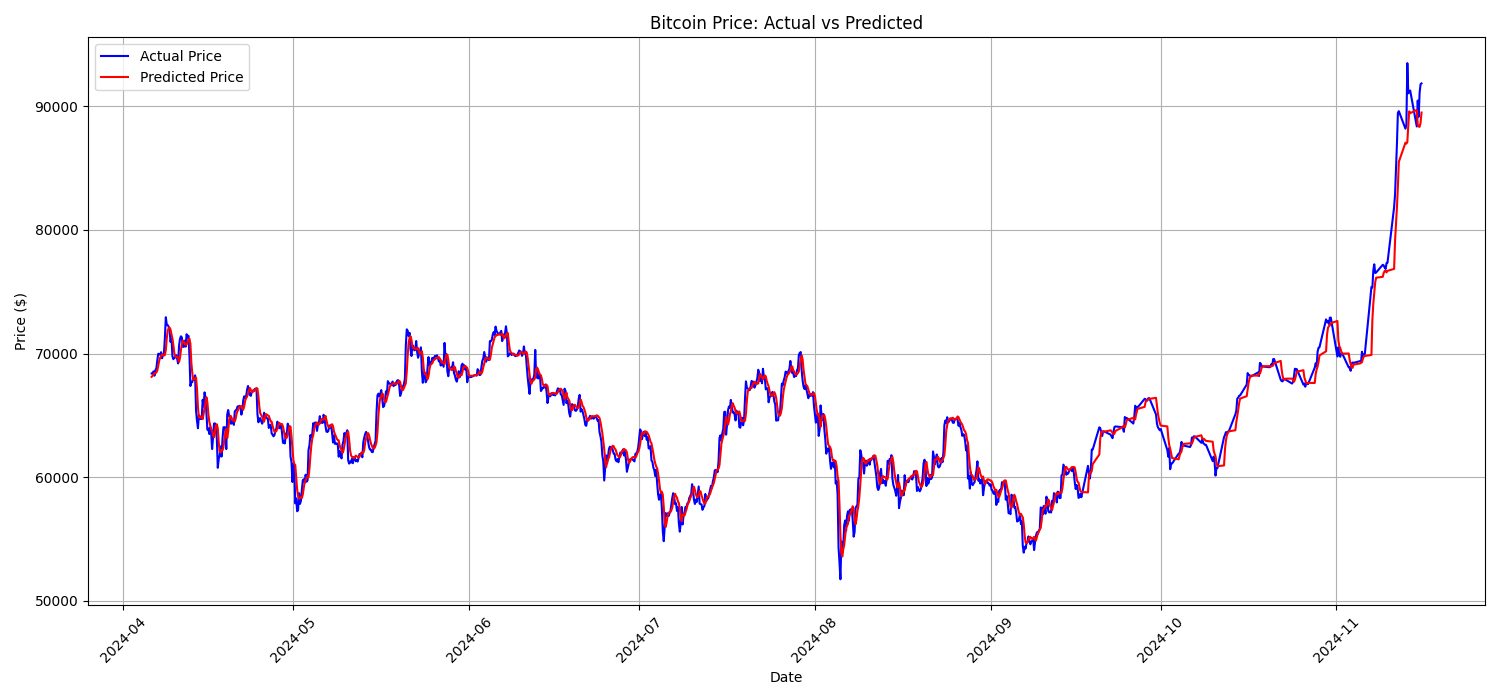 Bitcoin Price: Actual vs Predicted
Actual Price
Predicted Price
Price ($)
90000
80000
70000
60000
50000
2024-04
2024-05
2024-06
2024-07
2024-08
2024-09
2024-10
2024-11
Date